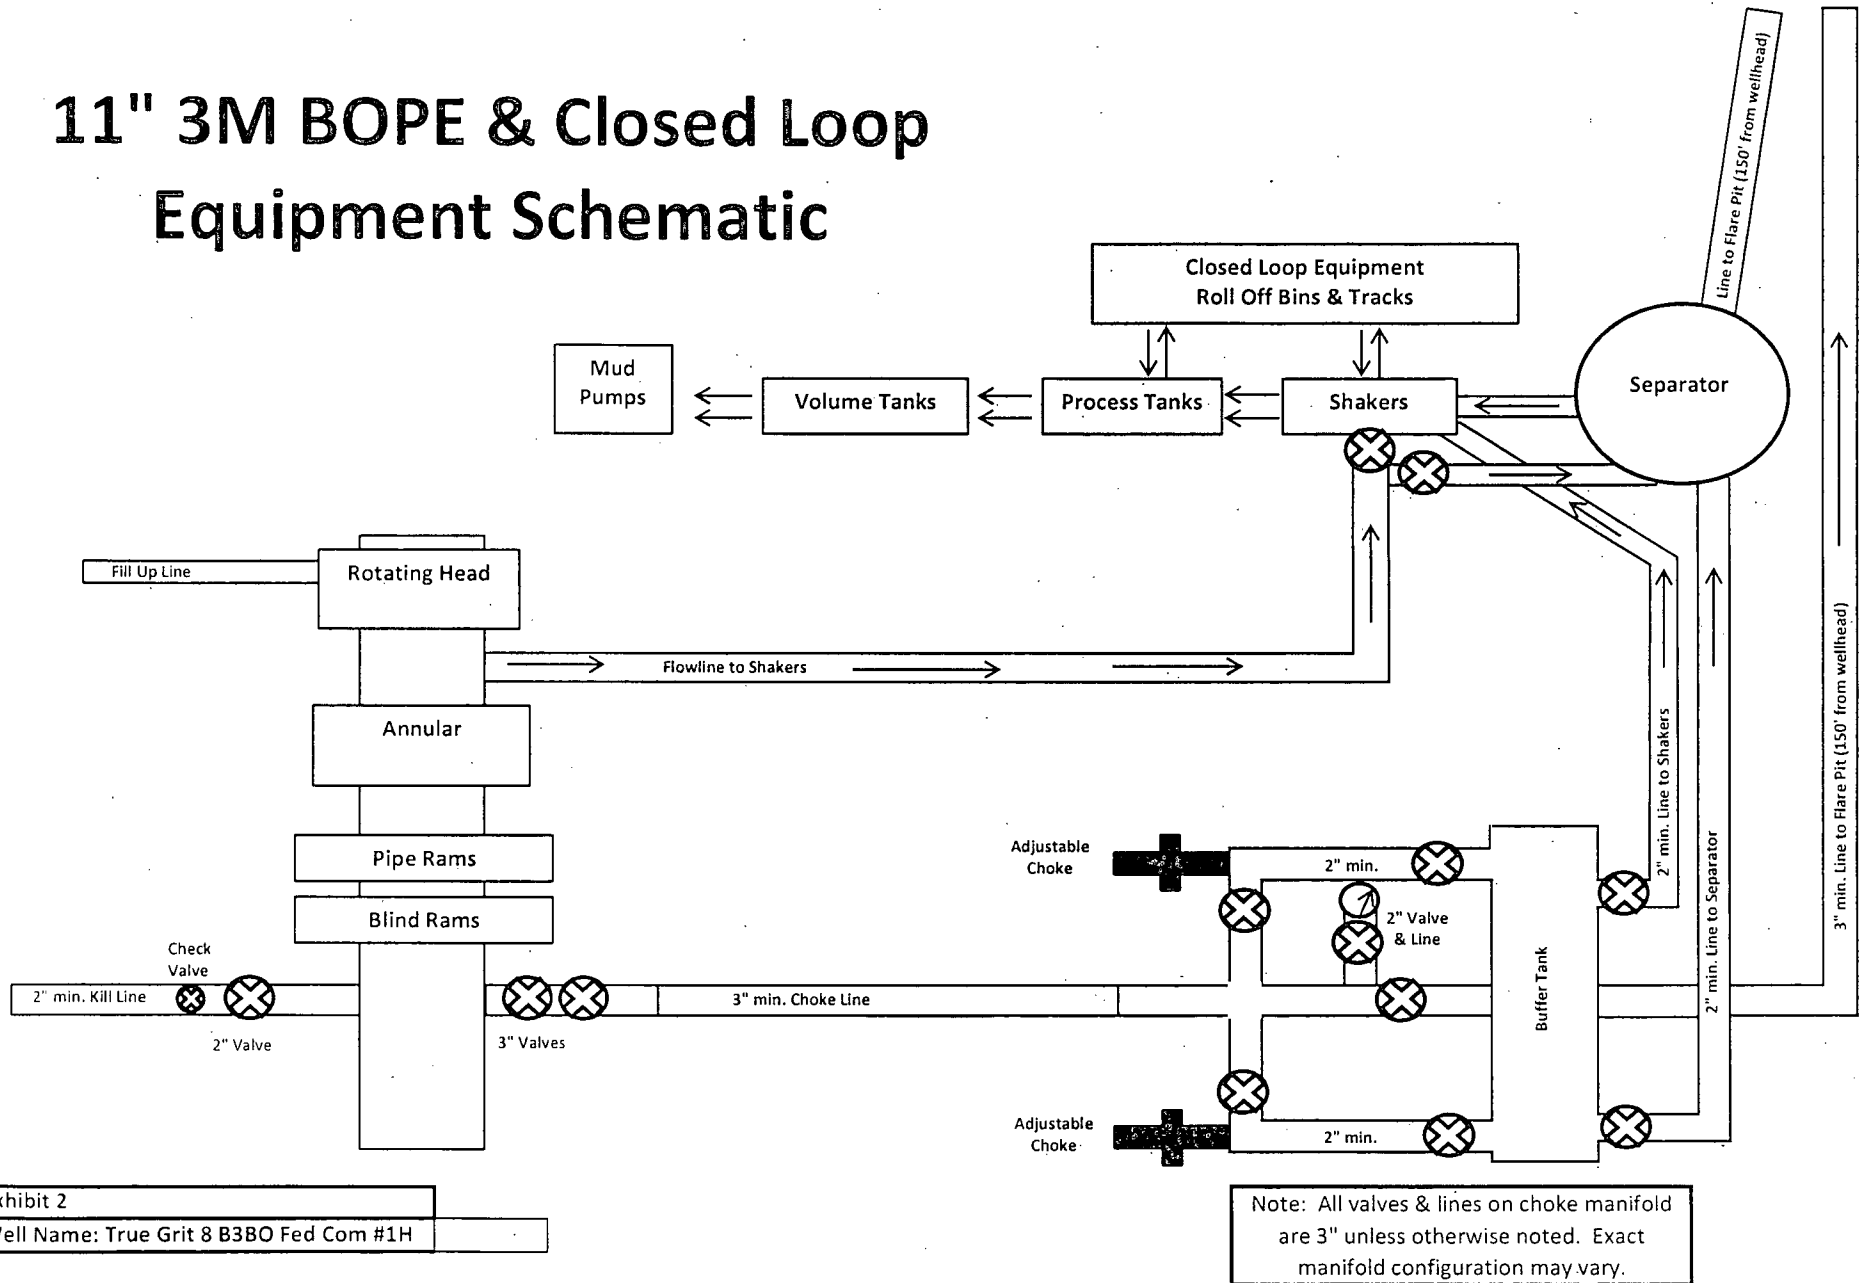 11" 3M BOPE & Closed Loop
Equipment Schematic
Line to Flare Pit (150' from wellhead)
Closed Loop Equipment
Roll Off Bins & Tracks
Mud
Pumps
Volume Tanks
Process Tanks
Shakers
Separator
Fill Up Line
Rotating Head
Flowline to Shakers
Annular
Pipe Rams
Blind Rams
Check
Valve
2" min. Kill Line
2" Valve
3" Valves
3" min. Choke Line
Adjustable
Choke
2" min.
2" Valve
& Line
Buffer Tank
Adjustable
Choke
2" min.
2" min. Line to Shakers
2" min. Line to Separator
3" min. Line to Flare Pit (150' from wellhead)
xhibit 2
ell Name: True Grit 8 B3BO Fed Com #1H
Note: All valves & lines on choke manifold
are 3" unless otherwise noted. Exact
manifold configuration may vary.